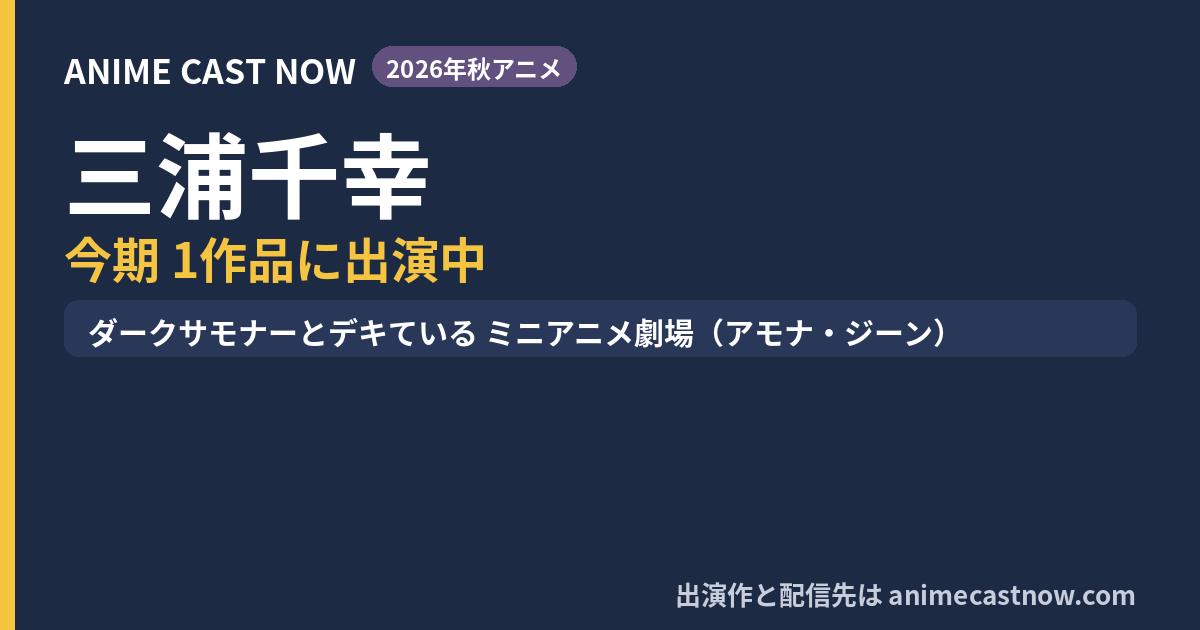 ANIME CAST NOW 2026年秋アニメ
三浦千幸
今期 1作品に出演中
ダークサモナーとデキている ミニアニメ劇場（アモナ・ジーン）
出演作と配信先は animecastnow.com